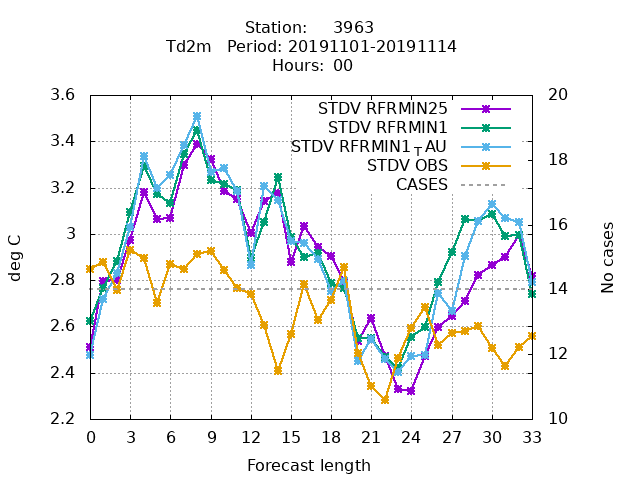 Station: 3963
Td2m Period: 20191101-20191114
Hours: 00
STDV RFRMIN25
STDV RFRMIN1
STDV RFRMIN1TAU
STDV OBS
CASES
deg C
3.6
3.4
3.2
3
2.8
2.6
2.4
2.2
No cases
20
18
16
14
12
10
0 3 6 9 12 15 18 21 24 27 30 33
Forecast length